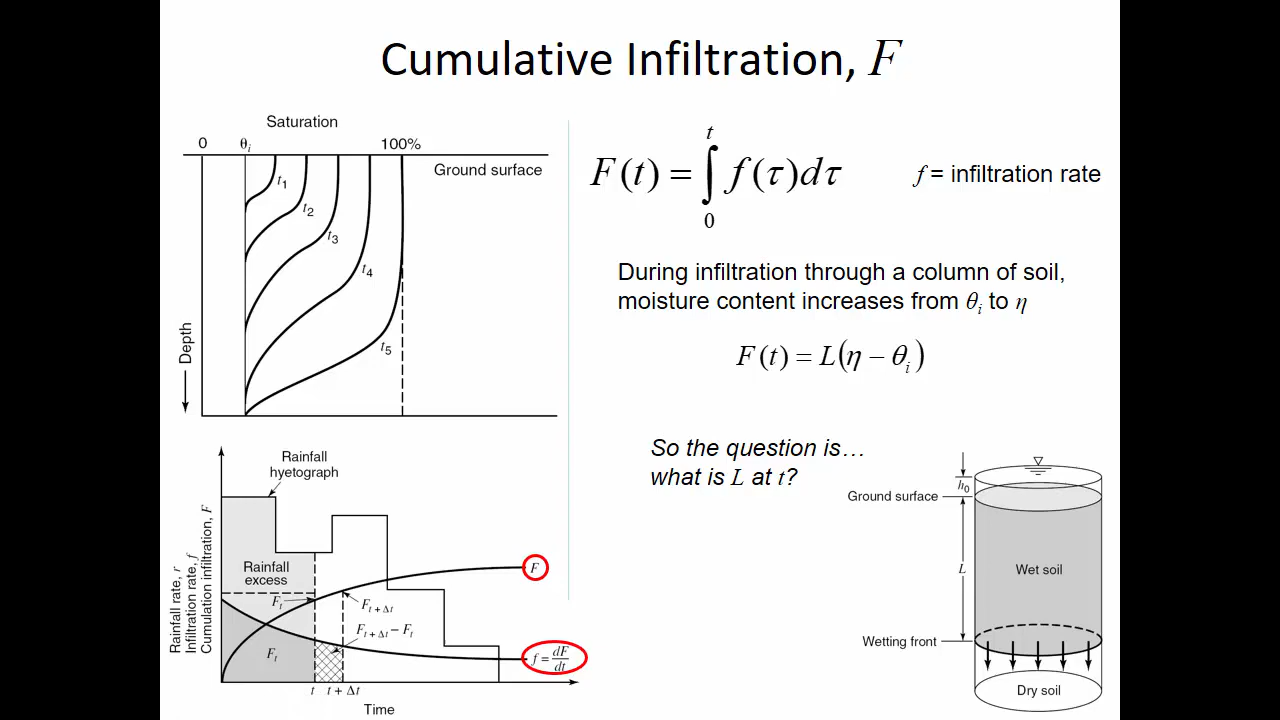 Cumulative Infiltration, F
Saturation
0 θi 100%
Ground surface
t1
t2
t3
t4
t5
Depth
F(t) = ∫₀ᵗ f(τ)dτ
f = infiltration rate
During infiltration through a column of soil,
moisture content increases from θi to η
F(t) = L(η − θi)
So the question is…
what is L at t?
Rainfall
hyetograph
Rainfall rate, r
Infiltration rate, f
Cumulation infiltration, F
Rainfall
excess
Ft
F
Ft + Δt
Ft + Δt − Ft
Ft
f = dF/dt
t t + Δt
Time
h0
Ground surface
L
Wet soil
Wetting front
Dry soil